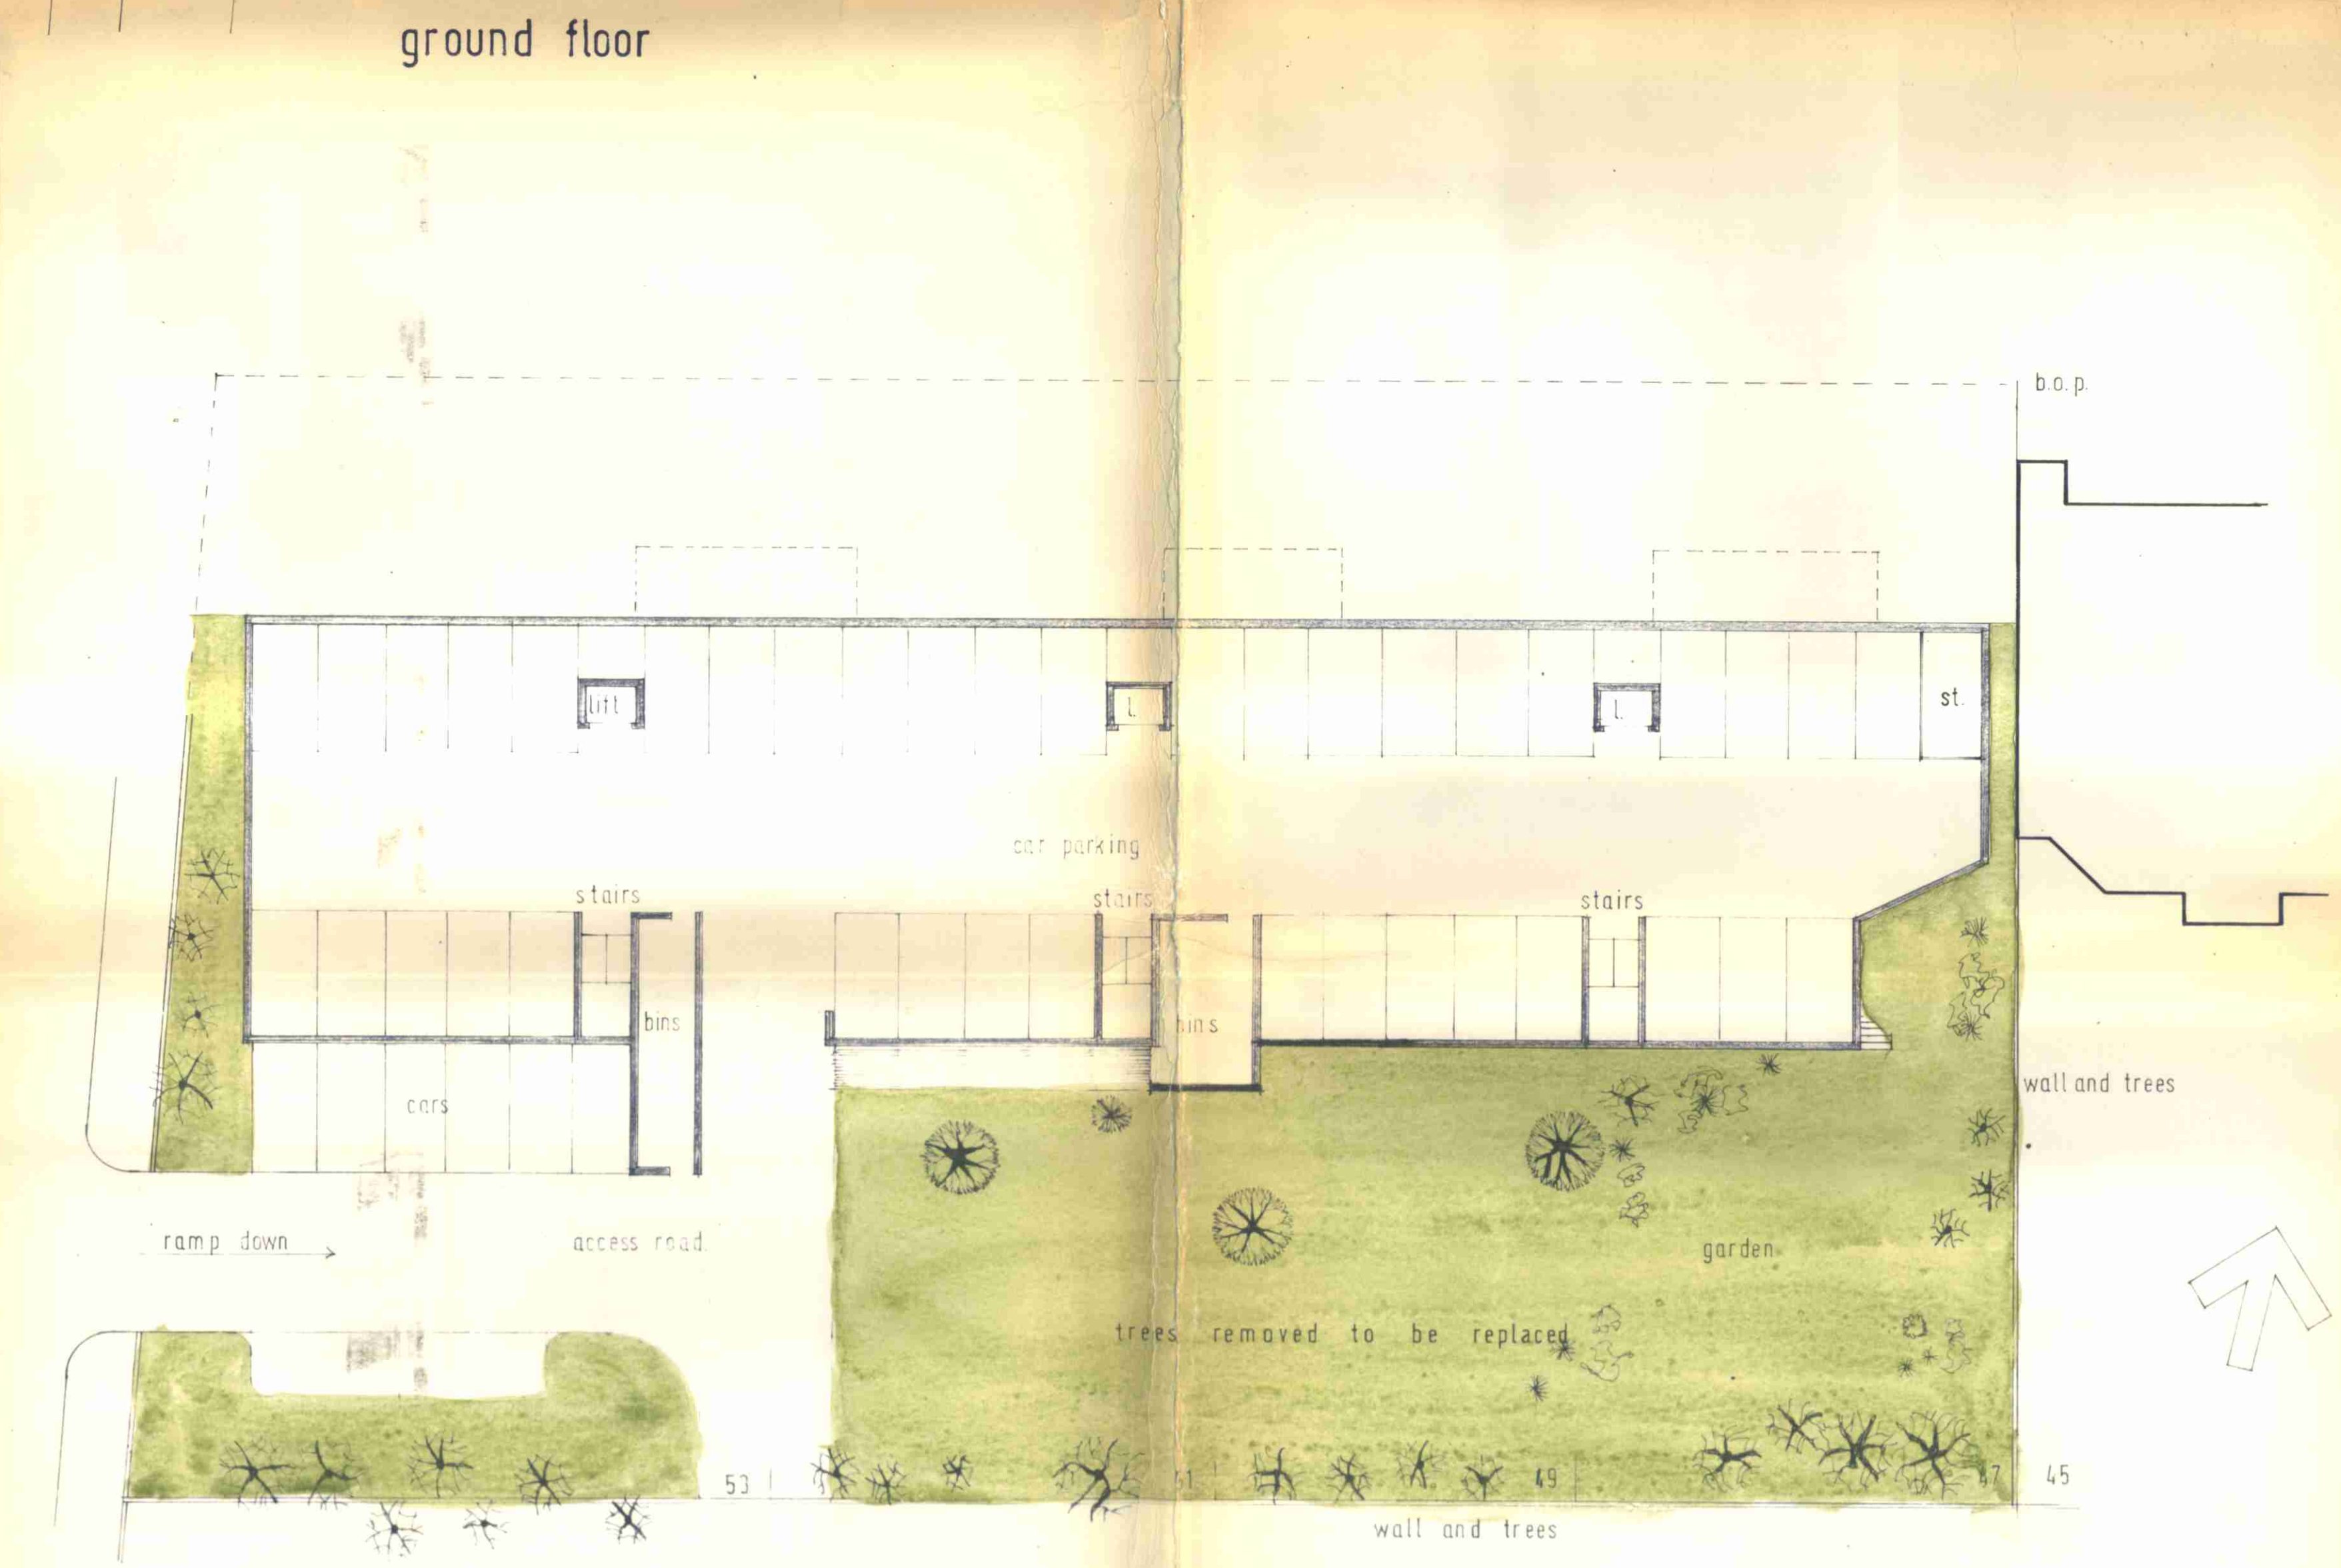 ground floor
b.o.p.
lift
l.
l.
st.
car parking
stairs
stairs
stairs
bins
bins
cars
wall and trees
ramp down
access road.
garden
trees removed to be replaced
53
51
49
47
45
wall and trees